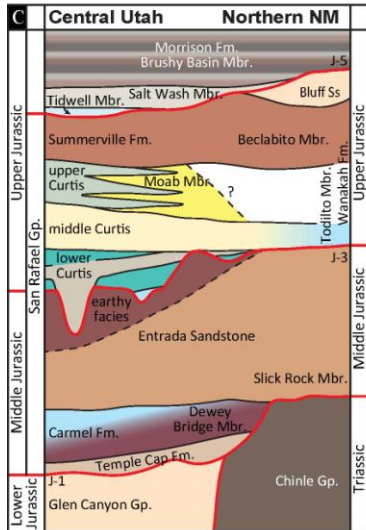 C
Central Utah
Northern NM
Morrison Fm.
Brushy Basin Mbr.
J-5
Salt Wash Mbr.
Bluff Ss
Tidwell Mbr.
Summerville Fm.
Beclabito Mbr.
upper
Curtis
Moab Mbr.
?
middle Curtis
Todilto Mbr.
Wanakah Fm.
lower
Curtis
J-3
earthy
facies
Entrada Sandstone
Slick Rock Mbr.
Dewey
Bridge Mbr.
Carmel Fm.
Temple Cap Fm.
J-1
Glen Canyon Gp.
Chinle Gp.
Upper Jurassic
Middle Jurassic
Lower
Jurassic
San Rafael Gp.
Upper Jurassic
Middle Jurassic
Triassic